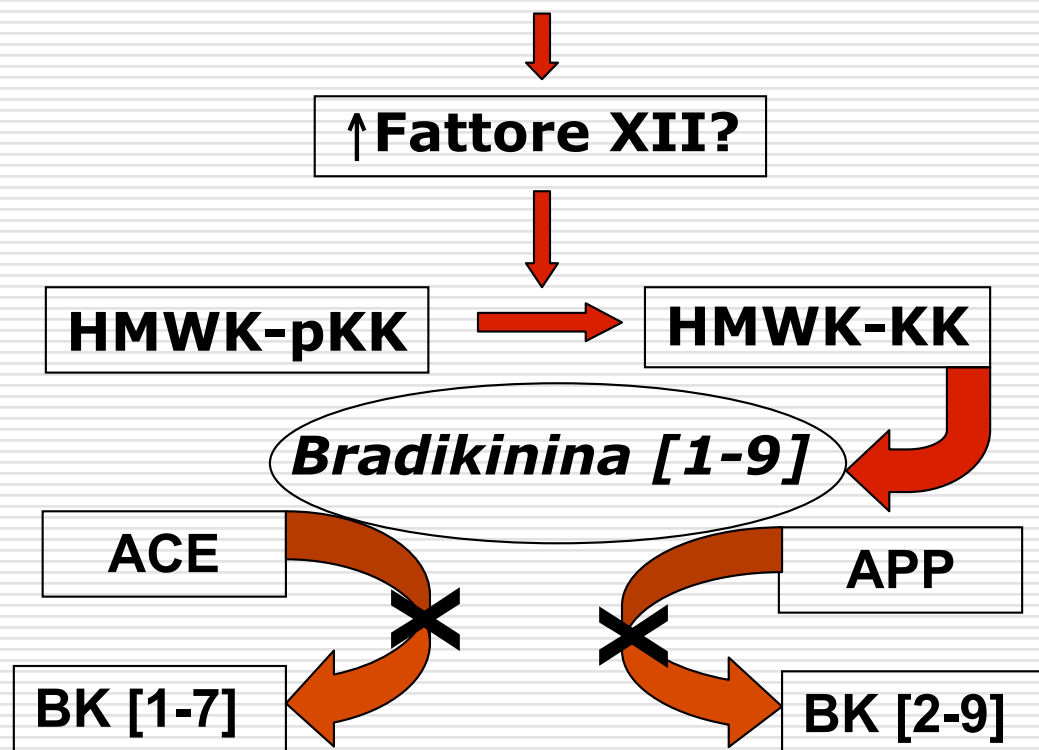 ↑Fattore XII?
HMWK-pKK
HMWK-KK
Bradikinina [1-9]
ACE
APP
BK [1-7]
BK [2-9]